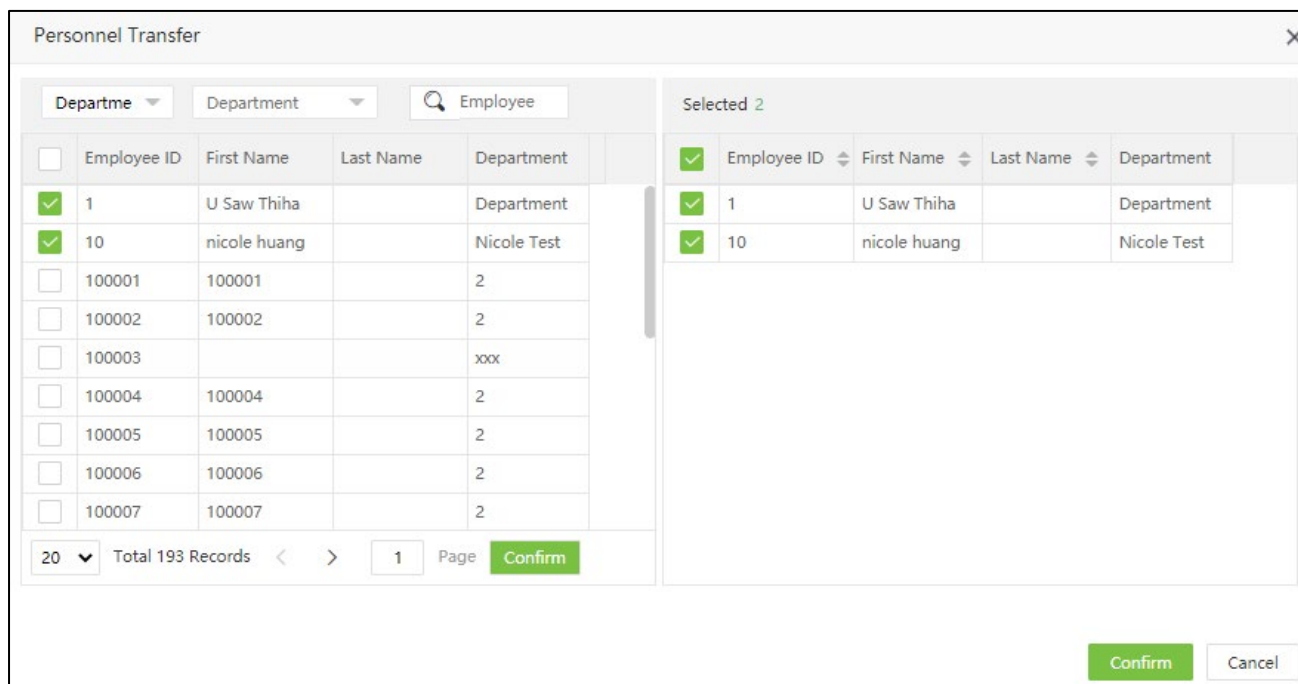 Personnel Transfer
Departme Department Employee
Employee ID First Name Last Name Department
1 U Saw Thiha Department
10 nicole huang Nicole Test
100001 100001 2
100002 100002 2
100003 xxx
100004 100004 2
100005 100005 2
100006 100006 2
100007 100007 2
20 Total 193 Records < > 1 Page Confirm
Selected 2
Employee ID First Name Last Name Department
1 U Saw Thiha Department
10 nicole huang Nicole Test
Confirm Cancel